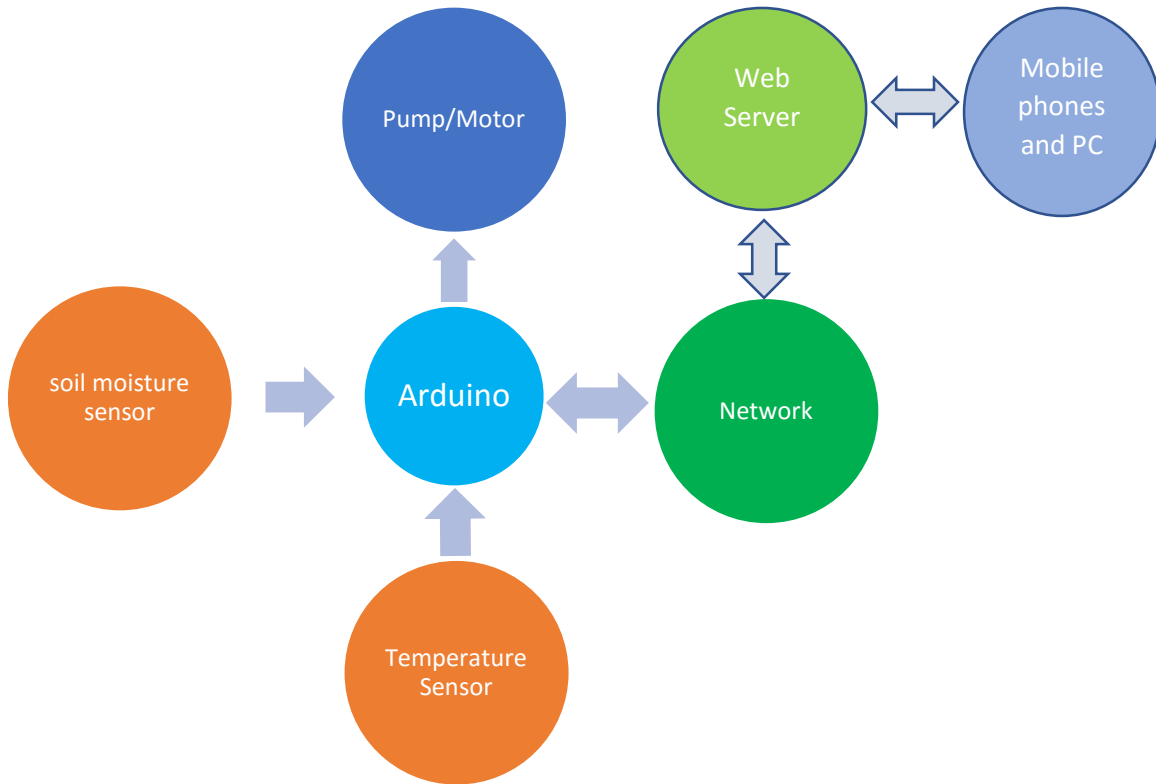 Pump/Motor
Web
Server
Mobile
phones
and PC
soil moisture
sensor
Arduino
Network
Temperature
Sensor